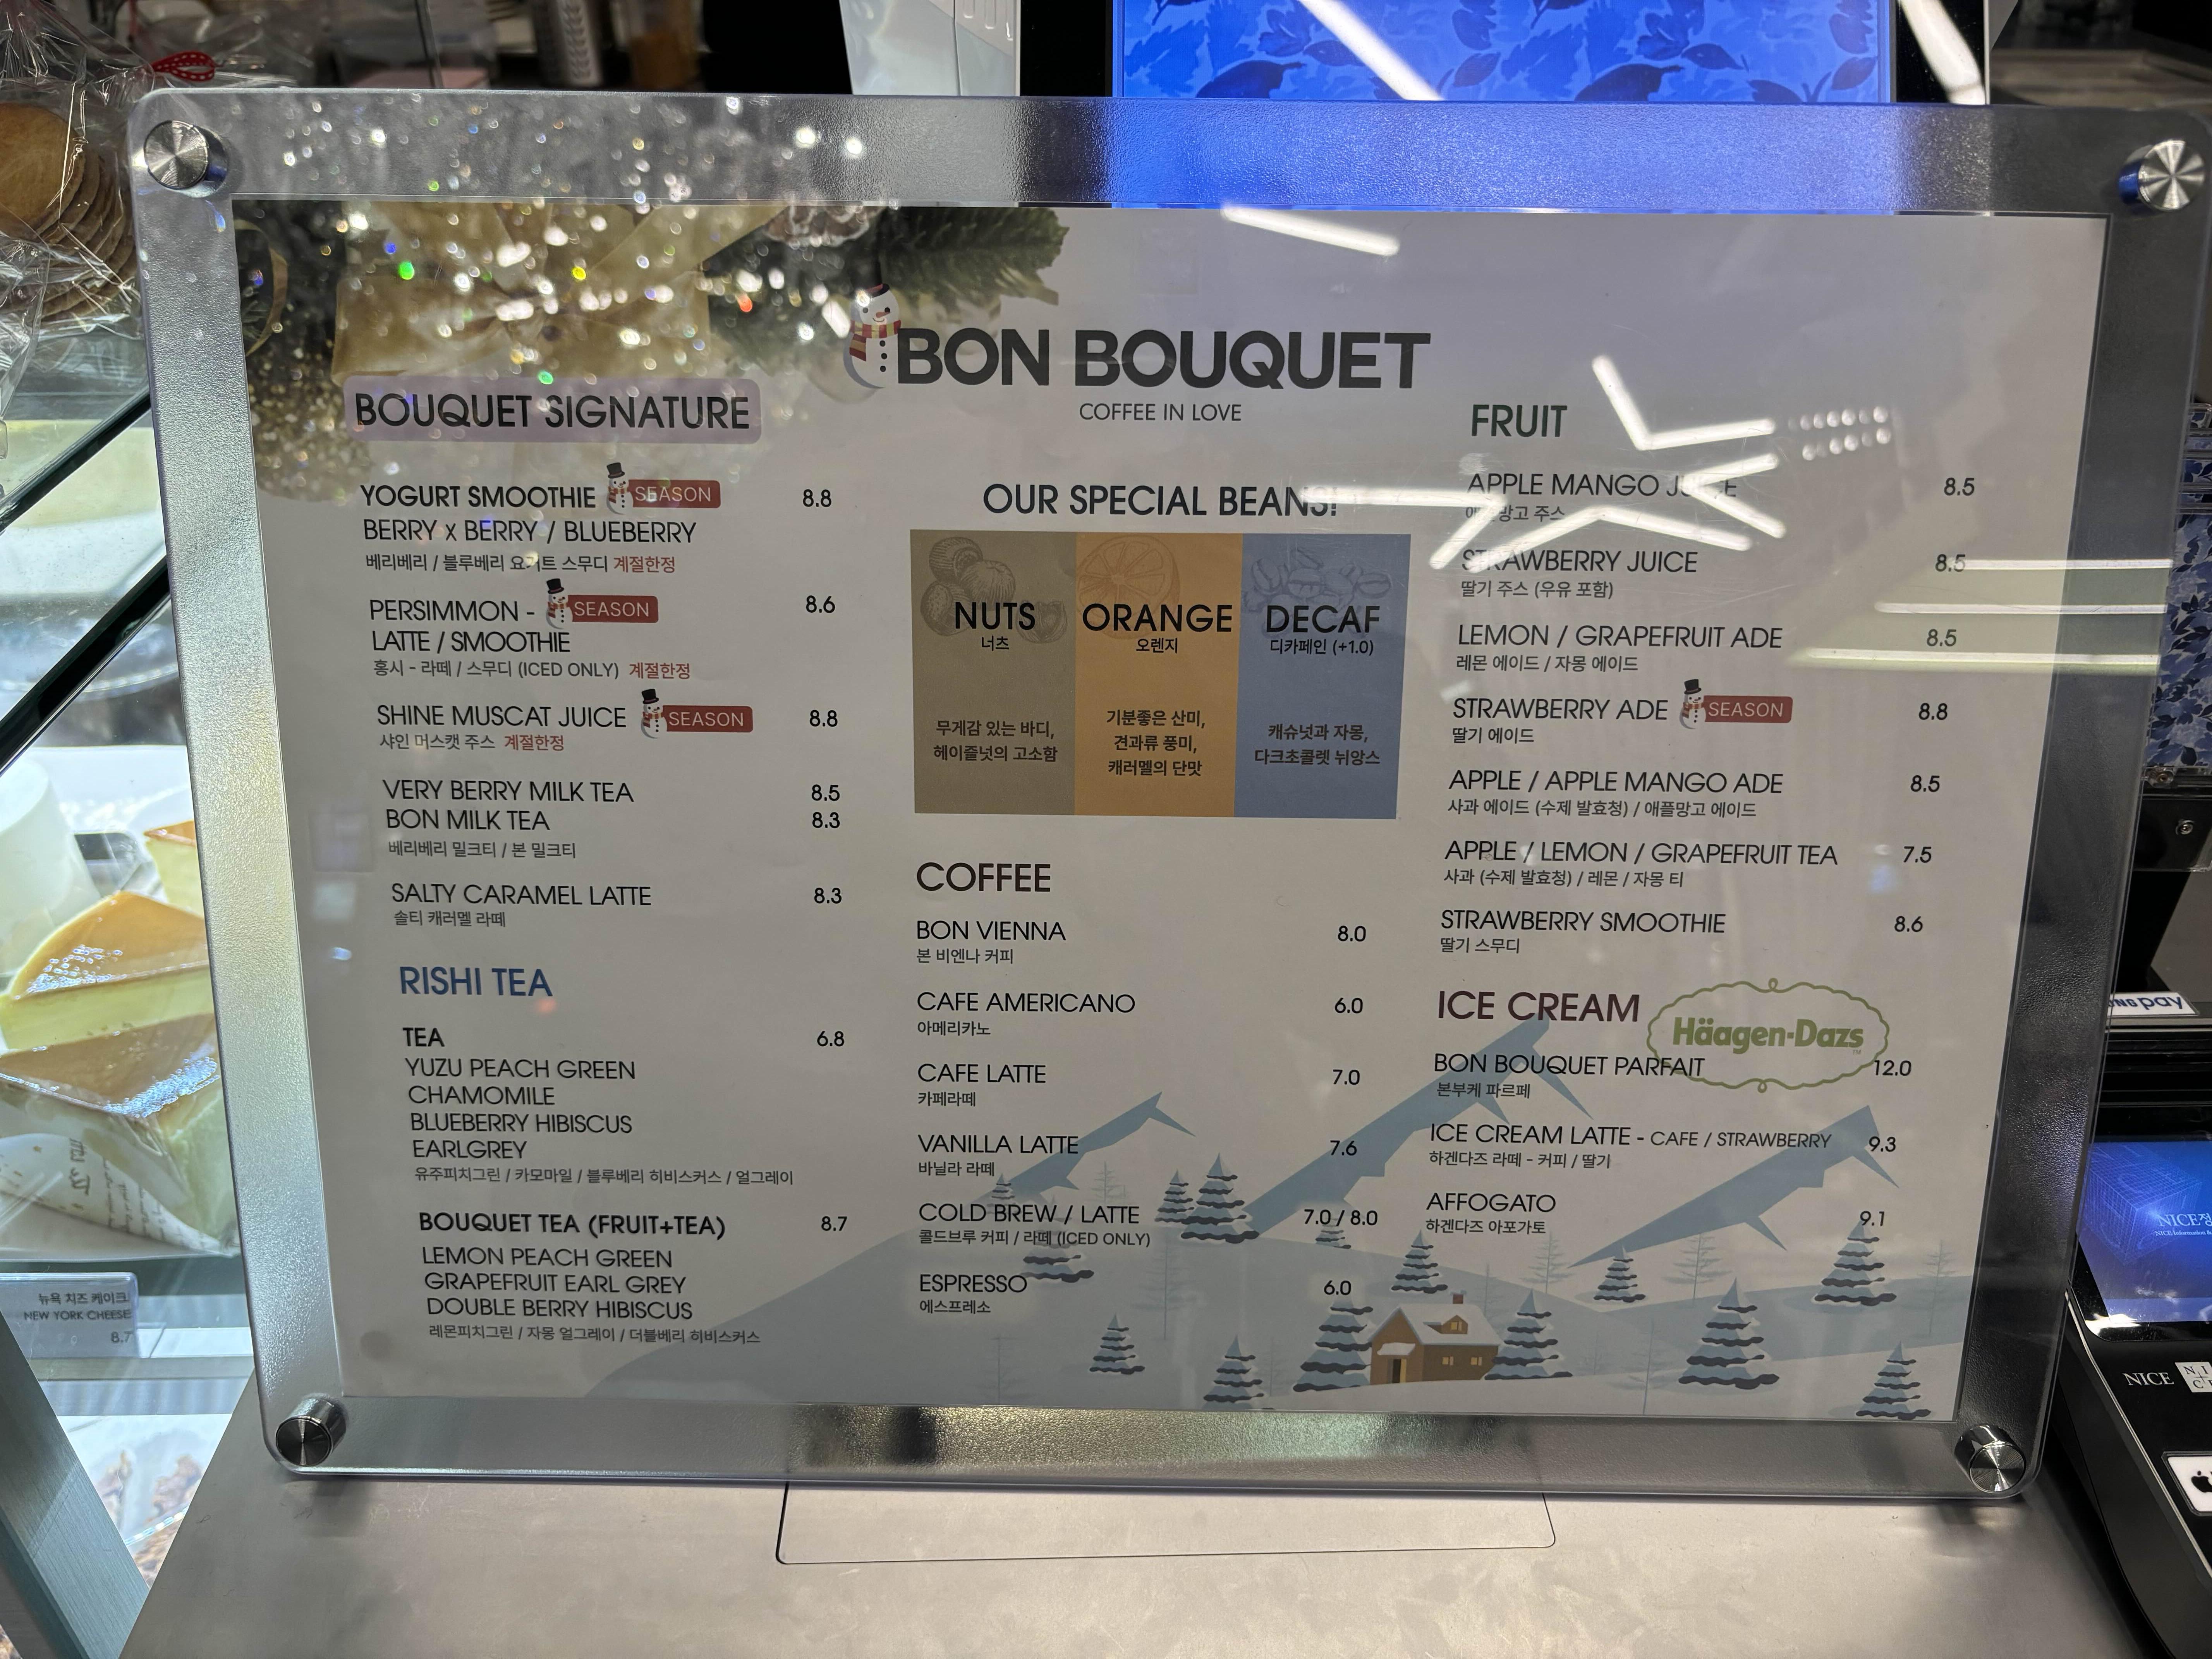 BON BOUQUET
COFFEE IN LOVE
BOUQUET SIGNATURE
YOGURT SMOOTHIE SEASON 8.8
BERRY x BERRY / BLUEBERRY
베리베리 / 블루베리 요거트 스무디 계절한정
PERSIMMON - SEASON 8.6
LATTE / SMOOTHIE
홍시 - 라떼 / 스무디 (ICED ONLY) 계절한정
SHINE MUSCAT JUICE SEASON 8.8
샤인 머스캣 주스 계절한정
VERY BERRY MILK TEA 8.5
BON MILK TEA 8.3
베리베리 밀크티 / 본 밀크티
SALTY CARAMEL LATTE 8.3
솔티 캐러멜 라떼
RISHI TEA
TEA 6.8
YUZU PEACH GREEN
CHAMOMILE
BLUEBERRY HIBISCUS
EARLGREY
유주피치그린 / 카모마일 / 블루베리 히비스커스 / 얼그레이
BOUQUET TEA (FRUIT+TEA) 8.7
LEMON PEACH GREEN
GRAPEFRUIT EARL GREY
DOUBLE BERRY HIBISCUS
레몬피치그린 / 자몽 얼그레이 / 더블베리 히비스커스
OUR SPECIAL BEANS!
NUTS
너츠
무게감 있는 바디,
헤이즐넛의 고소함
ORANGE
오렌지
기분좋은 산미,
견과류 풍미,
캐러멜의 단맛
DECAF
디카페인 (+1.0)
캐슈넛과 자몽,
다크초콜렛 뉘앙스
COFFEE
BON VIENNA 8.0
본 비엔나 커피
CAFE AMERICANO 6.0
아메리카노
CAFE LATTE 7.0
카페라떼
VANILLA LATTE 7.6
바닐라 라떼
COLD BREW / LATTE 7.0 / 8.0
콜드브루 커피 / 라떼 (ICED ONLY)
ESPRESSO 6.0
에스프레소
FRUIT
APPLE MANGO JUICE 8.5
애플망고 주스
STRAWBERRY JUICE 8.5
딸기 주스 (우유 포함)
LEMON / GRAPEFRUIT ADE 8.5
레몬 에이드 / 자몽 에이드
STRAWBERRY ADE SEASON 8.8
딸기 에이드
APPLE / APPLE MANGO ADE 8.5
사과 에이드 (수제 발효청) / 애플망고 에이드
APPLE / LEMON / GRAPEFRUIT TEA 7.5
사과 (수제 발효청) / 레몬 / 자몽 티
STRAWBERRY SMOOTHIE 8.6
딸기 스무디
ICE CREAM Häagen-Dazs
BON BOUQUET PARFAIT 12.0
본부케 파르페
ICE CREAM LATTE - CAFE / STRAWBERRY 9.3
하겐다즈 라떼 - 커피 / 딸기
AFFOGATO 9.1
하겐다즈 아포가토
뉴욕 치즈 케이크
NEW YORK CHEESE
8.7
pay
NICE